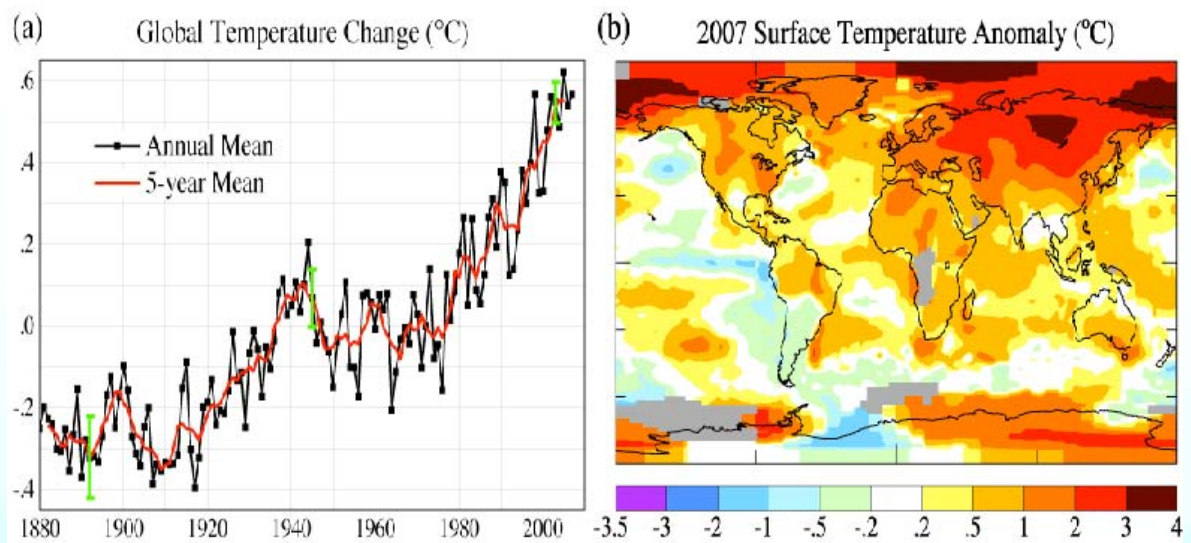 (a) Global Temperature Change (°C)
.6
.4
.2
.0
-.2
-.4
Annual Mean
5-year Mean
1880 1900 1920 1940 1960 1980 2000
(b) 2007 Surface Temperature Anomaly (°C)
-3.5 -3 -2 -1 -.5 -.2 .2 .5 1 2 3 4